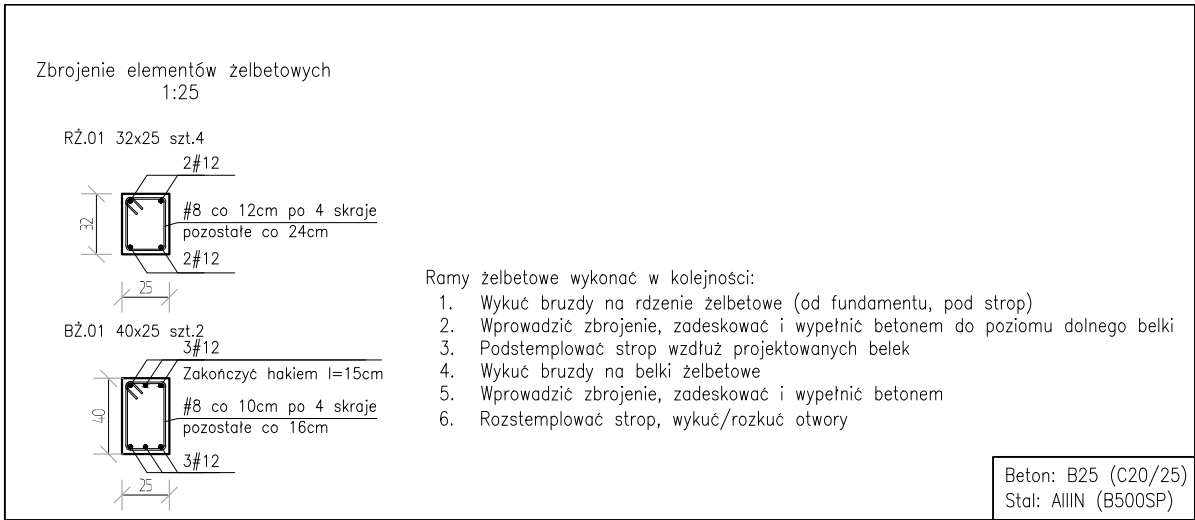 Zbrojenie elementów żelbetowych
1:25
RŻ.01 32x25 szt.4
2#12
#8 co 12cm po 4 skraje
pozostałe co 24cm
2#12
32
25
BŻ.01 40x25 szt.2
3#12
Zakończyć hakiem l=15cm
#8 co 10cm po 4 skraje
pozostałe co 16cm
3#12
40
25
Ramy żelbetowe wykonać w kolejności:
1. Wykuć bruzdy na rdzenie żelbetowe (od fundamentu, pod strop)
2. Wprowadzić zbrojenie, zadeskować i wypełnić betonem do poziomu dolnego belki
3. Podstemplować strop wzdłuż projektowanych belek
4. Wykuć bruzdy na belki żelbetowe
5. Wprowadzić zbrojenie, zadeskować i wypełnić betonem
6. Rozstemplować strop, wykuć/rozkuć otwory
Beton: B25 (C20/25)
Stal: AIIIN (B500SP)